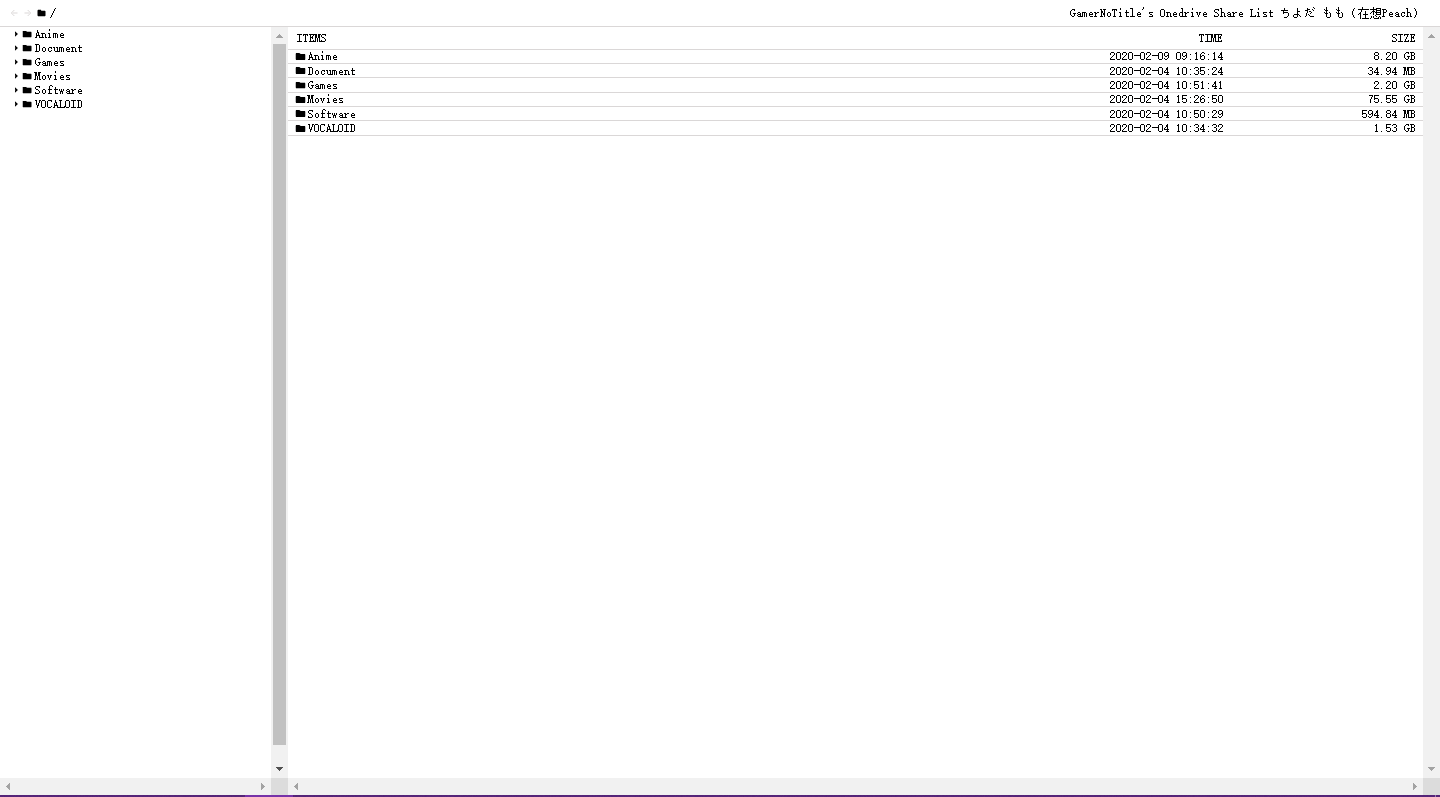 / GamerNoTitle's Onedrive Share List ちよだ もも (在想Peach)
Anime
Document
Games
Movies
Software
VOCALOID
ITEMS TIME SIZE
Anime 2020-02-09 09:16:14 8.20 GB
Document 2020-02-04 10:35:24 34.94 MB
Games 2020-02-04 10:51:41 2.20 GB
Movies 2020-02-04 15:26:50 75.55 GB
Software 2020-02-04 10:50:29 594.84 MB
VOCALOID 2020-02-04 10:34:32 1.53 GB